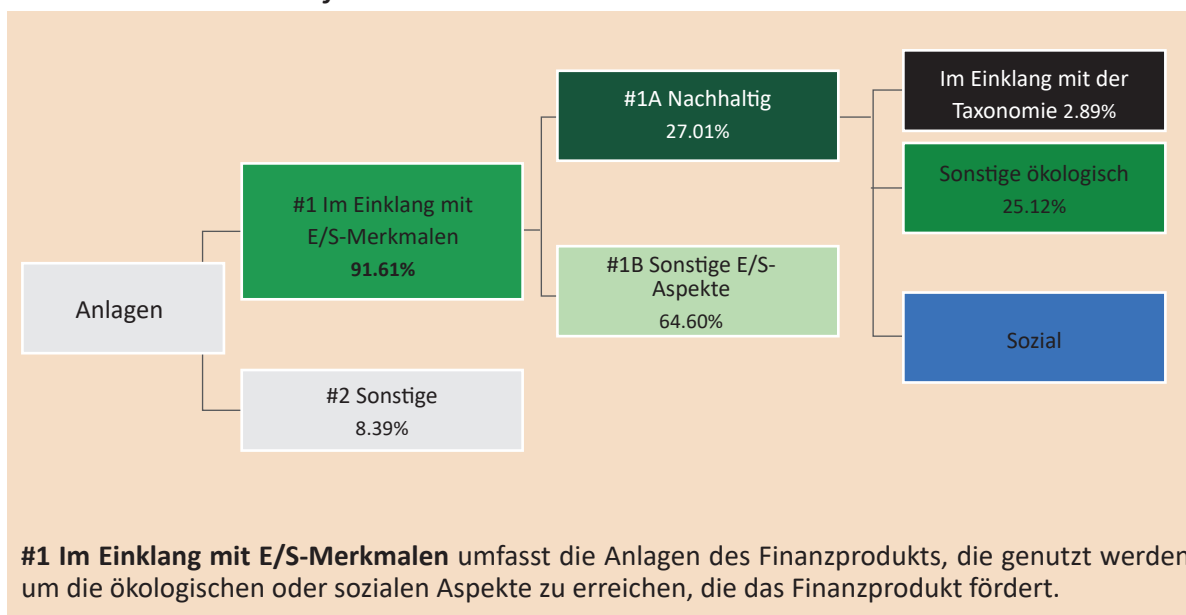 Anlagen
#1 Im Einklang mit
E/S-Merkmalen
91.61%
#2 Sonstige
8.39%
#1A Nachhaltig
27.01%
#1B Sonstige E/S-
Aspekte
64.60%
Im Einklang mit der
Taxonomie 2.89%
Sonstige ökologisch
25.12%
Sozial
#1 Im Einklang mit E/S-Merkmalen umfasst die Anlagen des Finanzprodukts, die genutzt werden
um die ökologischen oder sozialen Aspekte zu erreichen, die das Finanzprodukt fördert.